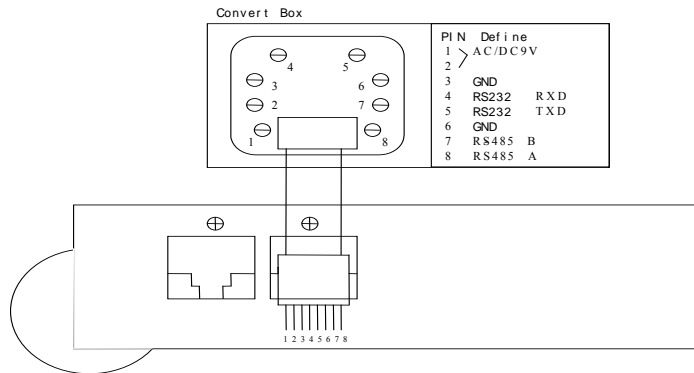 Convert Box
PIN Define
1 AC/DC9V
2
3 GND
4 RS232 RXD
5 RS232 TXD
6 GND
7 RS485 B
8 RS485 A
4 5
3 6
2 7
1 8
1 2 3 4 5 6 7 8